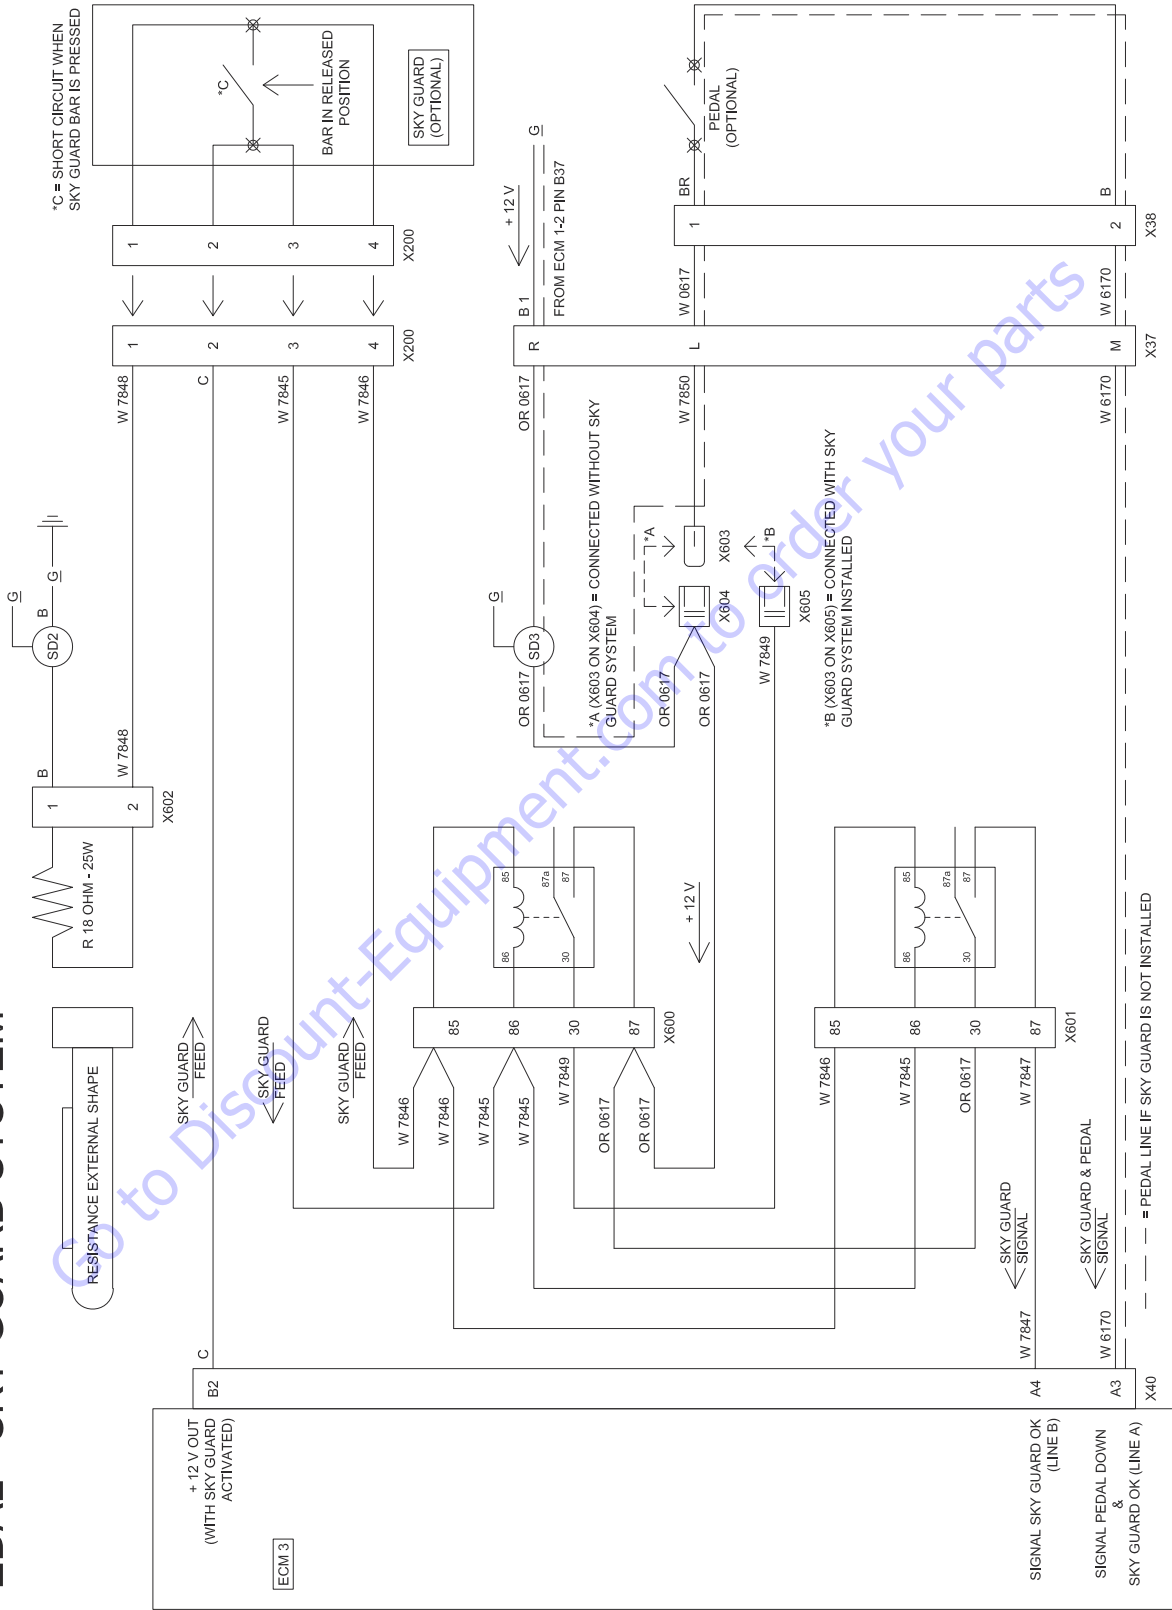 *C = SHORT CIRCUIT WHEN
SKY GUARD BAR IS PRESSED
*C
BAR IN RELEASED
POSITION
SKY GUARD
(OPTIONAL)
1
2
3
4
X200
1
2
3
4
X200
W 7848
C
W 7845
W 7846
G
SD2
B
G
B
1
2
W 7848
X602
R 18 OHM - 25W
RESISTANCE EXTERNAL SHAPE
SKY GUARD
FEED
SKY GUARD
FEED
SKY GUARD
FEED
+ 12 V
G
FROM ECM 1-2 PIN B37
B 1
R
L
M
X37
OR 0617
W 7850
W 6170
W 0617
W 6170
1
2
X38
BR
B
PEDAL
(OPTIONAL)
G
SD3
OR 0617
*A (X603 ON X604) = CONNECTED WITHOUT SKY
GUARD SYSTEM
*A
X603
X604
*B
X605
*B (X603 ON X605) = CONNECTED WITH SKY
GUARD SYSTEM INSTALLED
OR 0617
OR 0617
W 7849
+ 12 V
85
87a
87
86
30
85
86
30
87
X600
W 7846
W 7846
W 7845
W 7845
W 7849
OR 0617
OR 0617
85
87a
87
86
30
85
86
30
87
X601
W 7846
W 7845
OR 0617
W 7847
SKY GUARD
SIGNAL
SKY GUARD & PEDAL
SIGNAL
= PEDAL LINE IF SKY GUARD IS NOT INSTALLED
C
W 7847
W 6170
B2
A4
A3
X40
+ 12 V OUT
(WITH SKY GUARD
ACTIVATED)
ECM 3
SIGNAL SKY GUARD OK
(LINE B)
SIGNAL PEDAL DOWN
&
SKY GUARD OK (LINE A)
Go to Discount-Equipment.com to order your parts